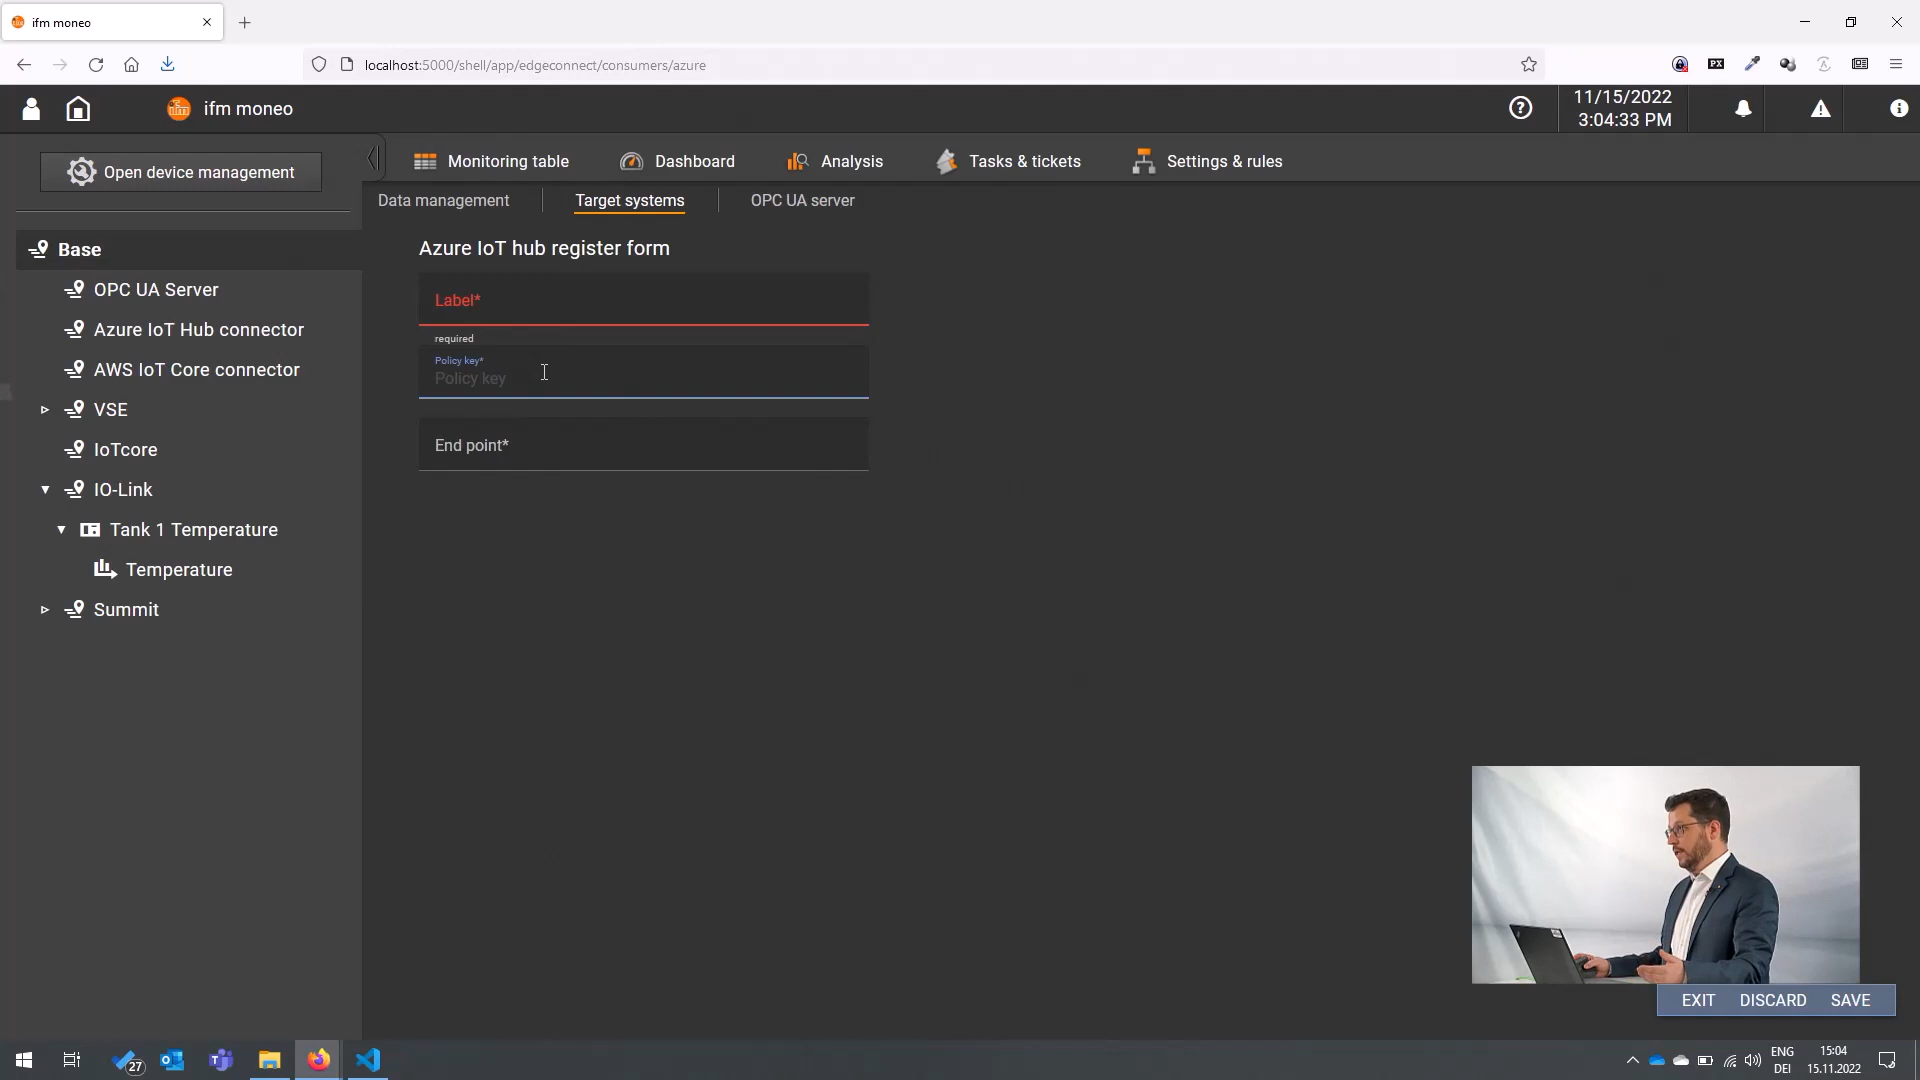 ifm moneo
localhost:5000/shell/app/edgeconnect/consumers/azure
PX
ifm
ifm moneo
11/15/2022
3:04:33 PM
Open device management
Monitoring table
Dashboard
Analysis
Tasks & tickets
Settings & rules
Data management
Target systems
OPC UA server
Base
OPC UA Server
Azure IoT Hub connector
AWS IoT Core connector
VSE
IoTcore
IO-Link
Tank 1 Temperature
Temperature
Summit
Azure IoT hub register form
Label*
required
Policy key*
Policy key
End point*
EXIT
DISCARD
SAVE
27
ENG
DEI
15:04
15.11.2022